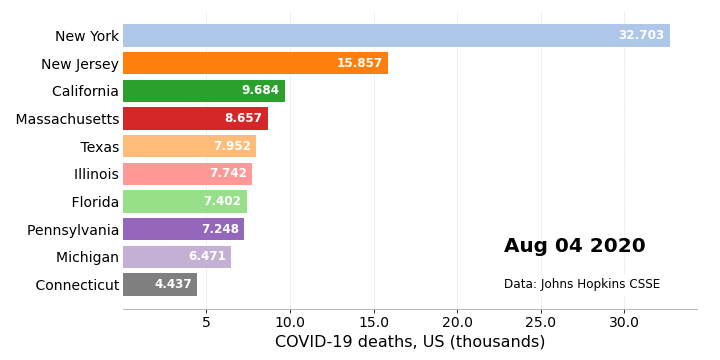 New York 32.703
New Jersey 15.857
California 9.684
Massachusetts 8.657
Texas 7.952
Illinois 7.742
Florida 7.402
Pennsylvania 7.248
Michigan 6.471
Connecticut 4.437
Aug 04 2020
Data: Johns Hopkins CSSE
5 10.0 15.0 20.0 25.0 30.0
COVID-19 deaths, US (thousands)